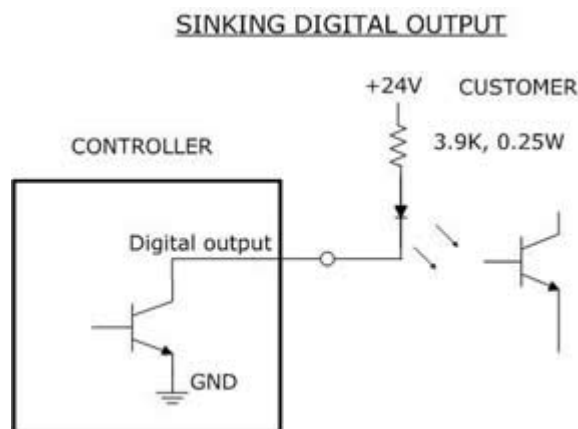 SINKING DIGITAL OUTPUT
+24V CUSTOMER
3.9K, 0.25W
CONTROLLER
Digital output
GND